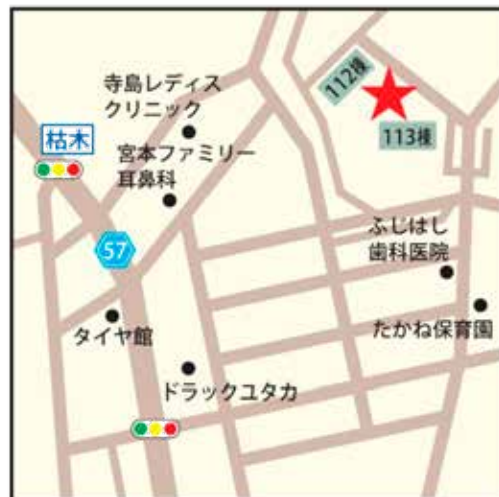 112棟
113棟
寺島レディス
クリニック
枯木
宮本ファミリー
耳鼻科
57
ふじはし
歯科医院
タイヤ館
たかね保育園
ドラックユタカ